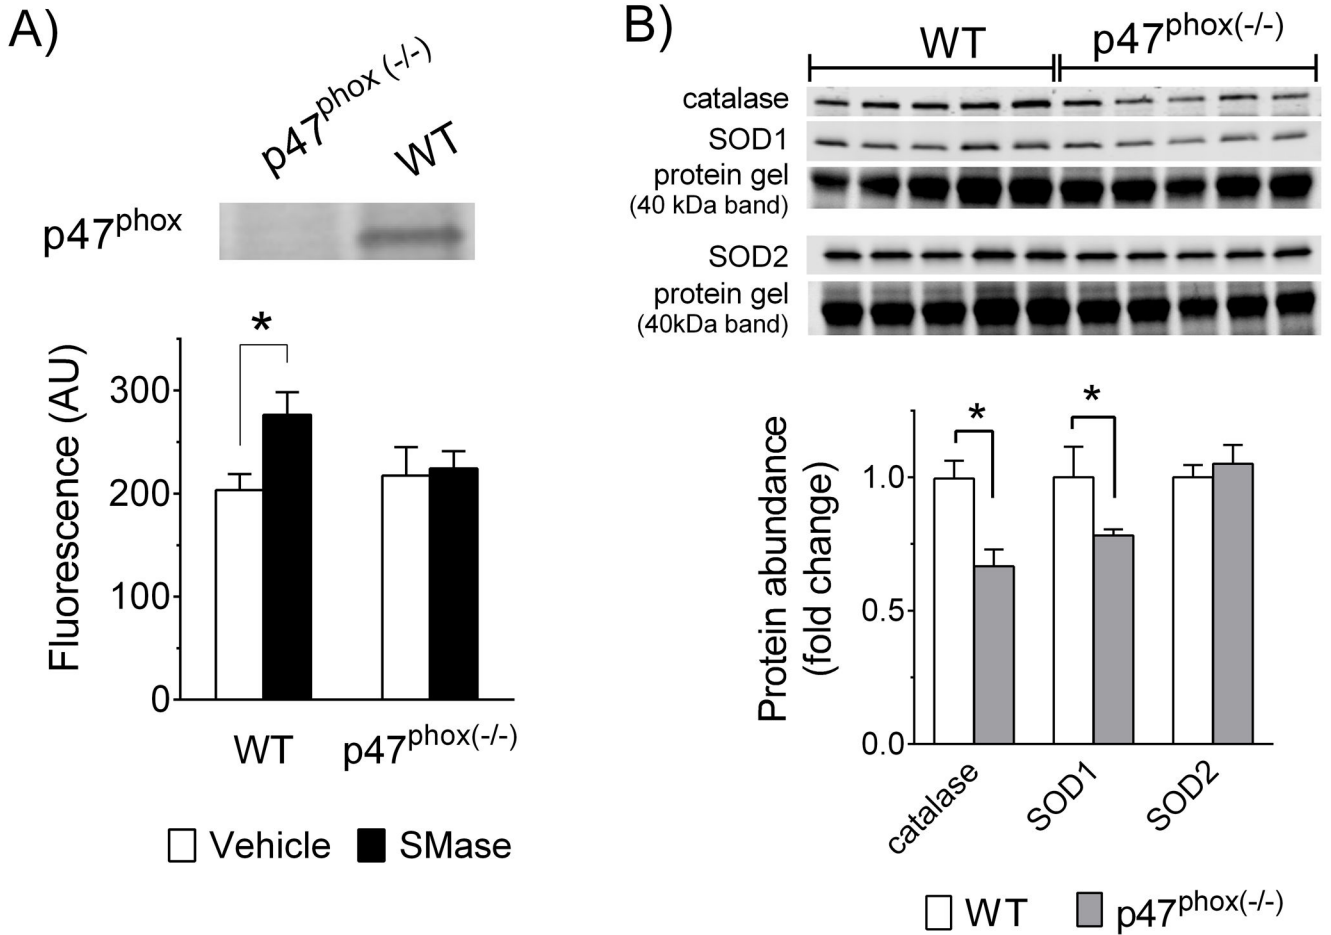 A)
p47phox (-/-)
WT
p47phox
*
Fluorescence (AU)
300
200
100
0
WT
p47phox(-/-)
Vehicle
SMase
B)
WT
p47phox(-/-)
catalase
SOD1
protein gel
(40 kDa band)
SOD2
protein gel
(40kDa band)
*
*
Protein abundance
(fold change)
1.0
0.5
0.0
catalase
SOD1
SOD2
WT
p47phox(-/-)